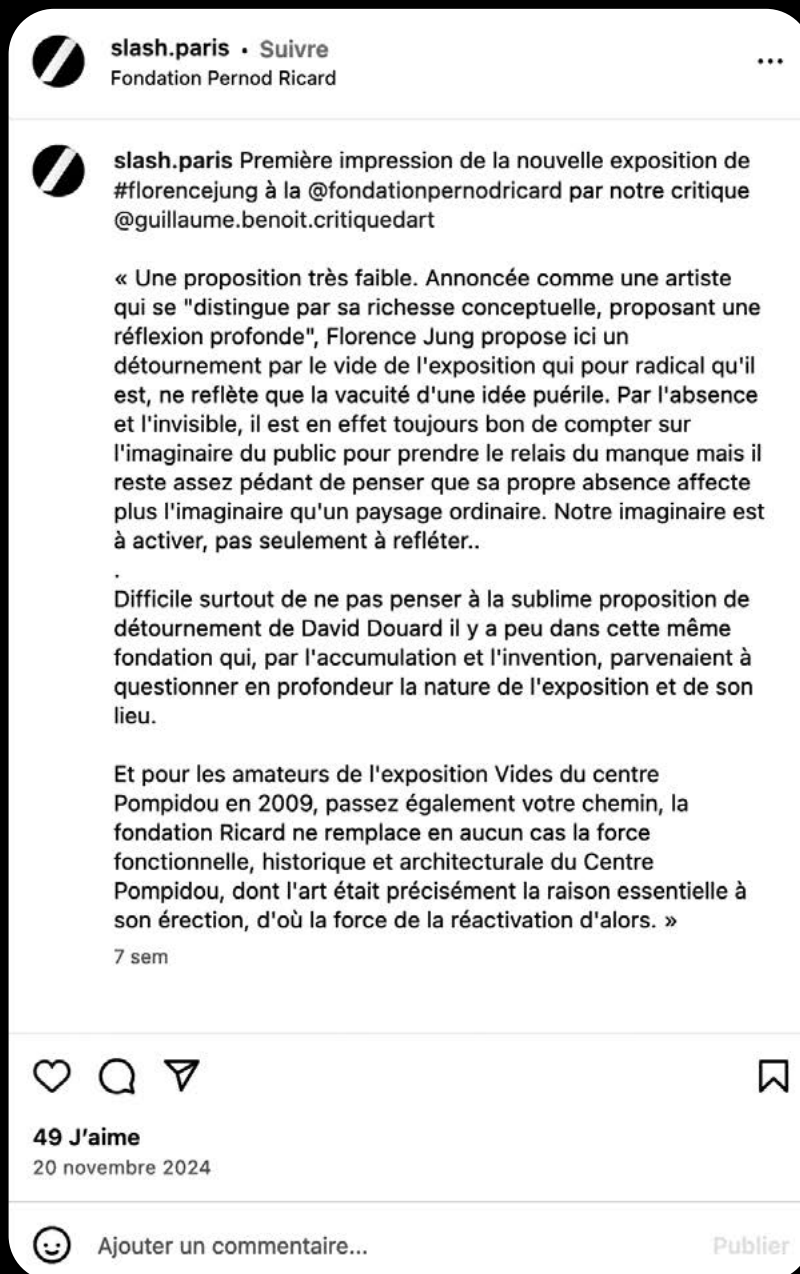 slash.paris • Suivre
Fondation Pernod Ricard
slash.paris Première impression de la nouvelle exposition de
#florencejung à la @fondationpernodricard par notre critique
@guillaume.benoit.critiquedart
« Une proposition très faible. Annoncée comme une artiste
qui se "distingue par sa richesse conceptuelle, proposant une
réflexion profonde", Florence Jung propose ici un
détournement par le vide de l'exposition qui pour radical qu'il
est, ne reflète que la vacuité d'une idée puérile. Par l'absence
et l'invisible, il est en effet toujours bon de compter sur
l'imaginaire du public pour prendre le relais du manque mais il
reste assez pédant de penser que sa propre absence affecte
plus l'imaginaire qu'un paysage ordinaire. Notre imaginaire est
à activer, pas seulement à refléter..
.
Difficile surtout de ne pas penser à la sublime proposition de
détournement de David Douard il y a peu dans cette même
fondation qui, par l'accumulation et l'invention, parvenaient à
questionner en profondeur la nature de l'exposition et de son
lieu.
Et pour les amateurs de l'exposition Vides du centre
Pompidou en 2009, passez également votre chemin, la
fondation Ricard ne remplace en aucun cas la force
fonctionnelle, historique et architecturale du Centre
Pompidou, dont l'art était précisément la raison essentielle à
son érection, d'où la force de la réactivation d'alors. »
7 sem
49 J'aime
20 novembre 2024
Ajouter un commentaire...
Publier